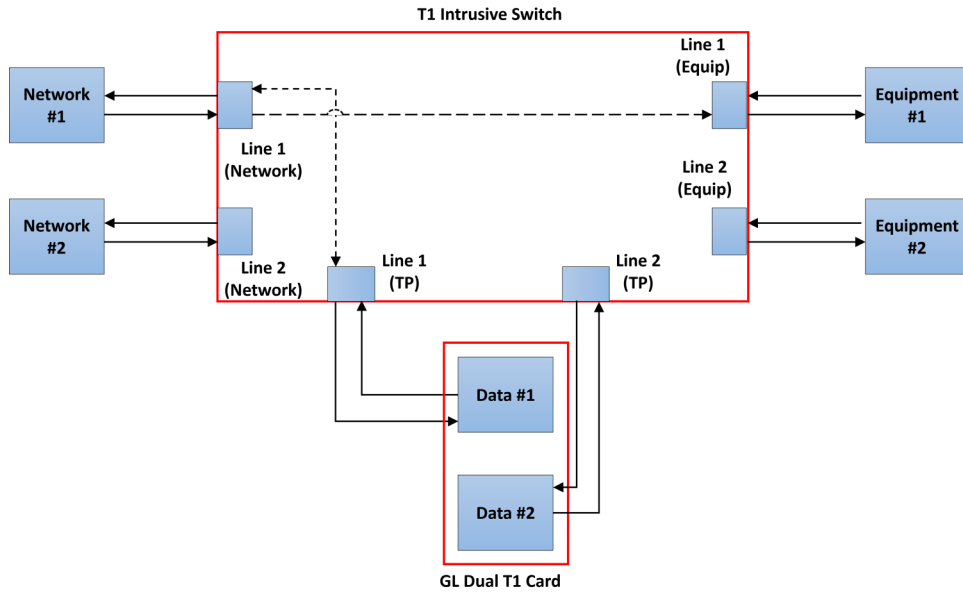 T1 Intrusive Switch
Network
#1
Line 1
(Equip)
Equipment
#1
Line 1
(Network)
Line 2
(Equip)
Network
#2
Equipment
#2
Line 2
(Network)
Line 1
(TP)
Line 2
(TP)
Data #1
Data #2
GL Dual T1 Card